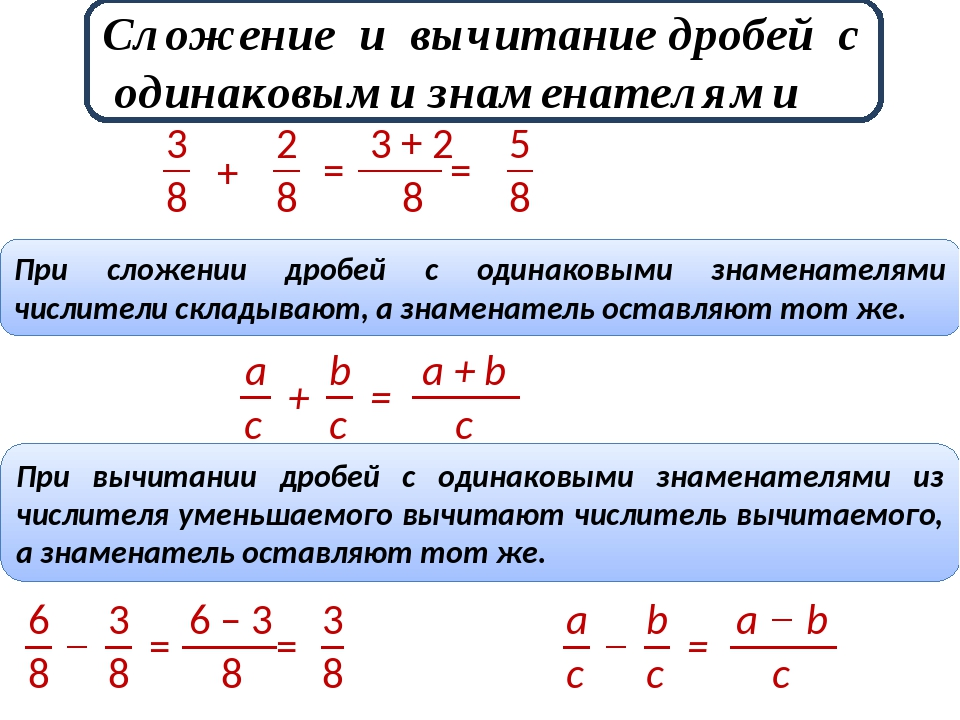 Сложение и вычитание дробей с
одинаковыми знаменателями
3/8 + 2/8 = (3 + 2)/8 = 5/8
При сложении дробей с одинаковыми знаменателями
числители складывают, а знаменатель оставляют тот же.
a/c + b/c = (a + b)/c
При вычитании дробей с одинаковыми знаменателями из
числителя уменьшаемого вычитают числитель вычитаемого,
а знаменатель оставляют тот же.
6/8 – 3/8 = (6 – 3)/8 = 3/8 a/c – b/c = (a – b)/c